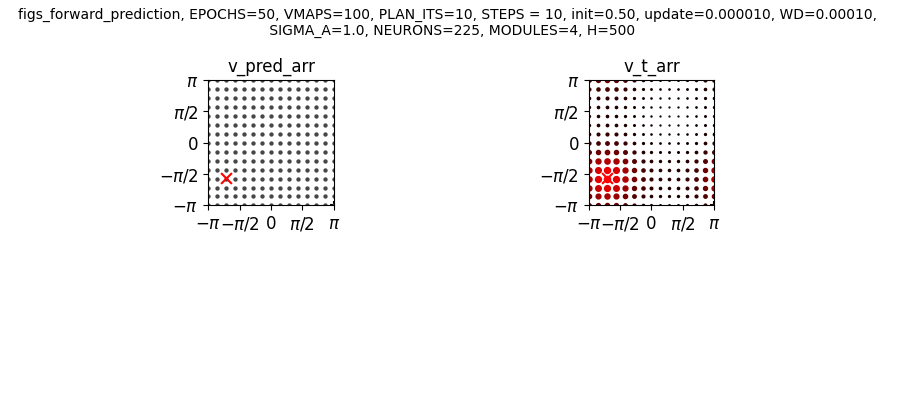 figs_forward_prediction, EPOCHS=50, VMAPS=100, PLAN_ITS=10, STEPS = 10, init=0.50, update=0.000010, WD=0.00010,
SIGMA_A=1.0, NEURONS=225, MODULES=4, H=500
v_pred_arr
π
π/2
0
−π/2
−π
−π −π/2 0 π/2 π
v_t_arr
π
π/2
0
−π/2
−π
−π −π/2 0 π/2 π